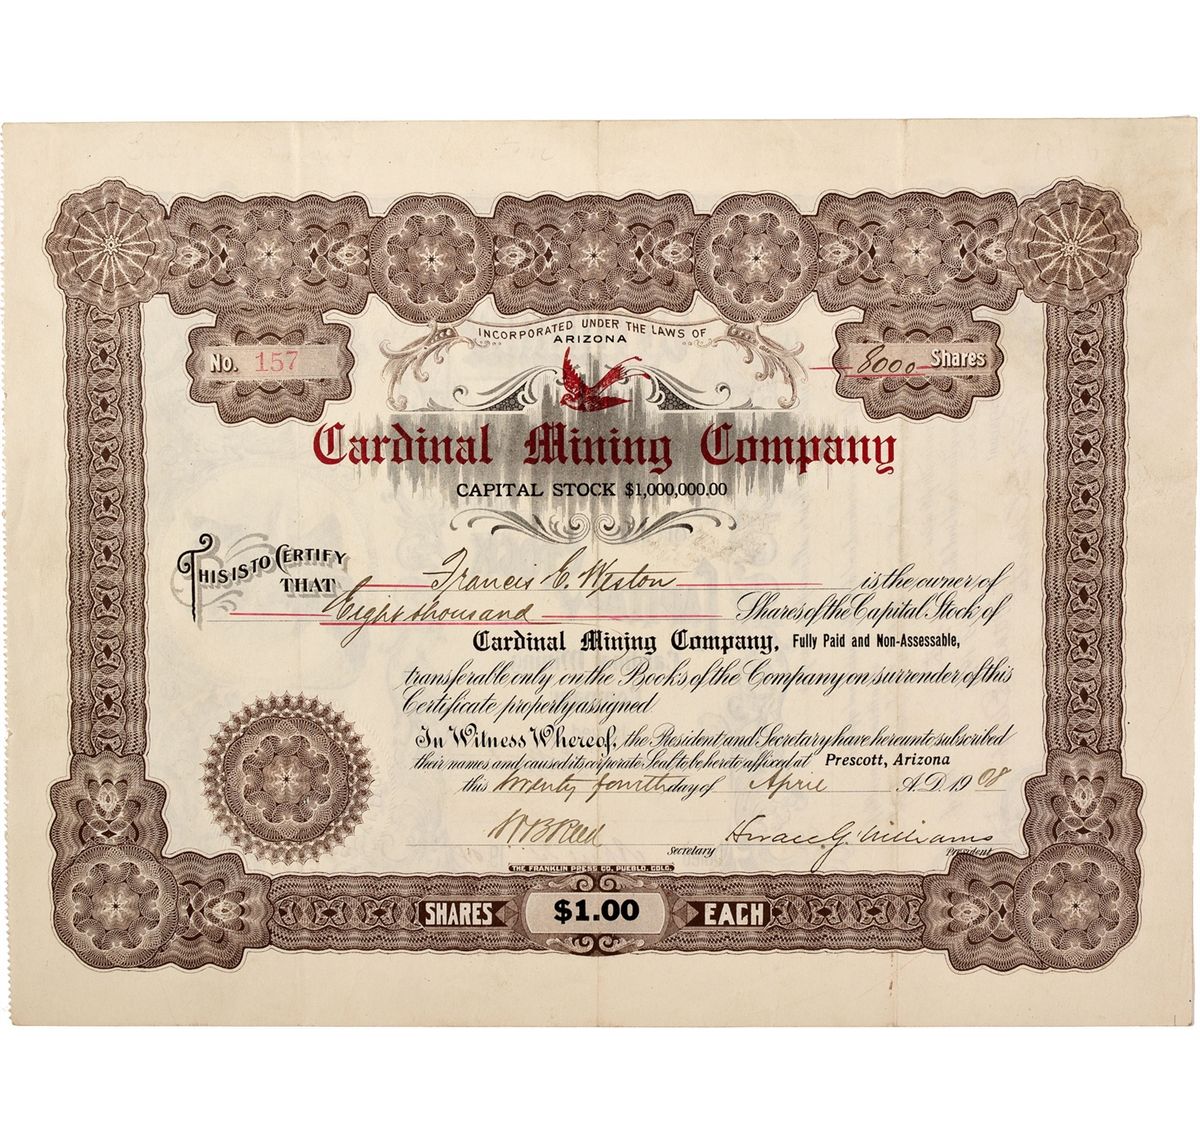 INCORPORATED UNDER THE LAWS OF
ARIZONA
No. 157
8000 Shares
Cardinal Mining Company
CAPITAL STOCK $1,000,000.00
THIS IS TO CERTIFY
THAT Francis E. Weston is the owner of
Eight thousand Shares of the Capital Stock of
Cardinal Mining Company, Fully Paid and Non-Assessable,
transferable only on the Books of the Company on surrender of this
Certificate properly assigned
In Witness Whereof, the President and Secretary have hereunto subscribed
their names and caused its corporate Seal to be hereto affixed at Prescott, Arizona
this twenty fourth day of April A.D. 1908
W B Reed Horace G. Williams
Secretary President
THE FRANKLIN PRESS CO. PUEBLO, COLO.
SHARES $1.00 EACH